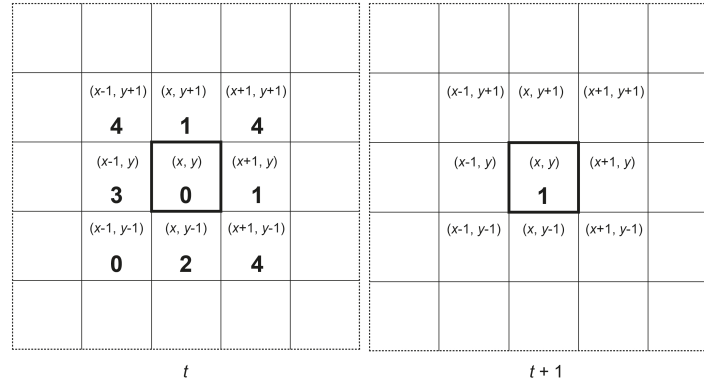 (x-1, y+1) (x, y+1) (x+1, y+1)
4 1 4
(x-1, y) (x, y) (x+1, y)
3 0 1
(x-1, y-1) (x, y-1) (x+1, y-1)
0 2 4
t
(x-1, y+1) (x, y+1) (x+1, y+1)
(x-1, y) (x, y) (x+1, y)
1
(x-1, y-1) (x, y-1) (x+1, y-1)
t + 1